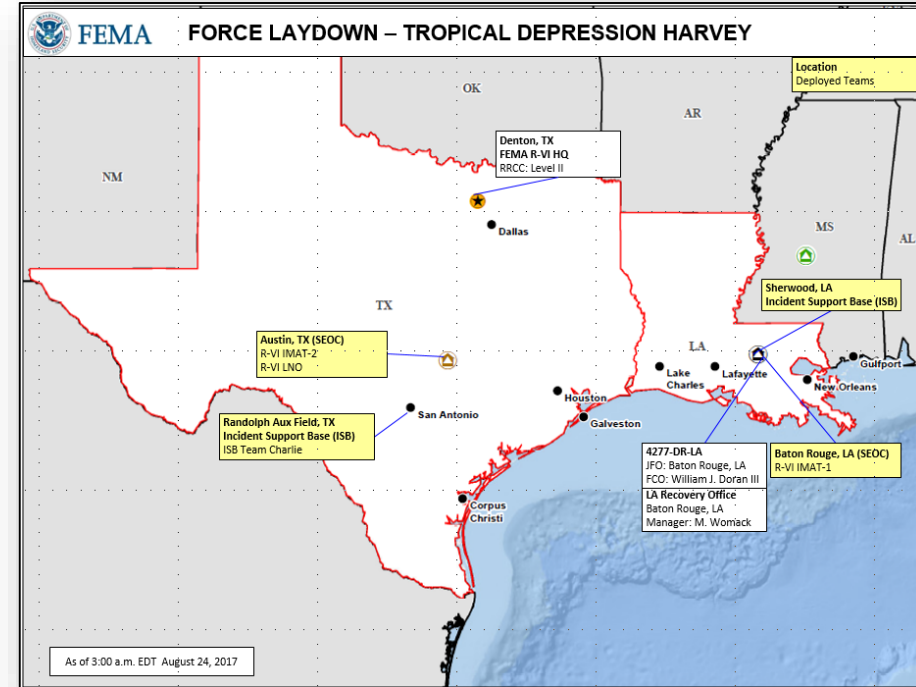 FEMA
FORCE LAYDOWN – TROPICAL DEPRESSION HARVEY
Location
Deployed Teams
OK
AR
NM
Denton, TX
FEMA R-VI HQ
RRCC: Level II
Dallas
MS
AL
TX
Sherwood, LA
Incident Support Base (ISB)
Austin, TX (SEOC)
R-VI IMAT-2
R-VI LNO
LA
Lake
Charles
Lafayette
Gulfport
New Orleans
Houston
Galveston
San Antonio
Randolph Aux Field, TX
Incident Support Base (ISB)
ISB Team Charlie
4277-DR-LA
JFO: Baton Rouge, LA
FCO: William J. Doran III
Baton Rouge, LA (SEOC)
R-VI IMAT-1
LA Recovery Office
Baton Rouge, LA
Manager: M. Womack
Corpus
Christi
As of 3:00 a.m. EDT August 24, 2017